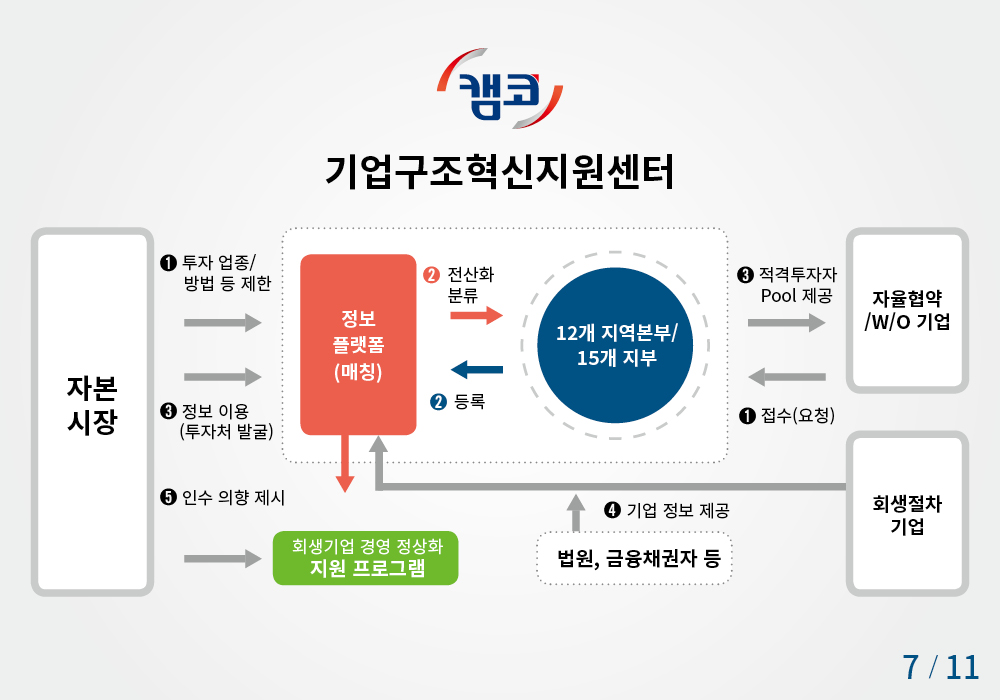 캠코
기업구조혁신지원센터
자본
시장
❶ 투자 업종/
방법 등 제한
❸ 정보 이용
(투자처 발굴)
❺ 인수 의향 제시
정보
플랫폼
(매칭)
❷ 전산화
분류
❷ 등록
12개 지역본부/
15개 지부
❸ 적격투자자
Pool 제공
❶ 접수(요청)
자율협약
/W/O 기업
회생절차
기업
❹ 기업 정보 제공
법원, 금융채권자 등
회생기업 경영 정상화
지원 프로그램
7 / 11